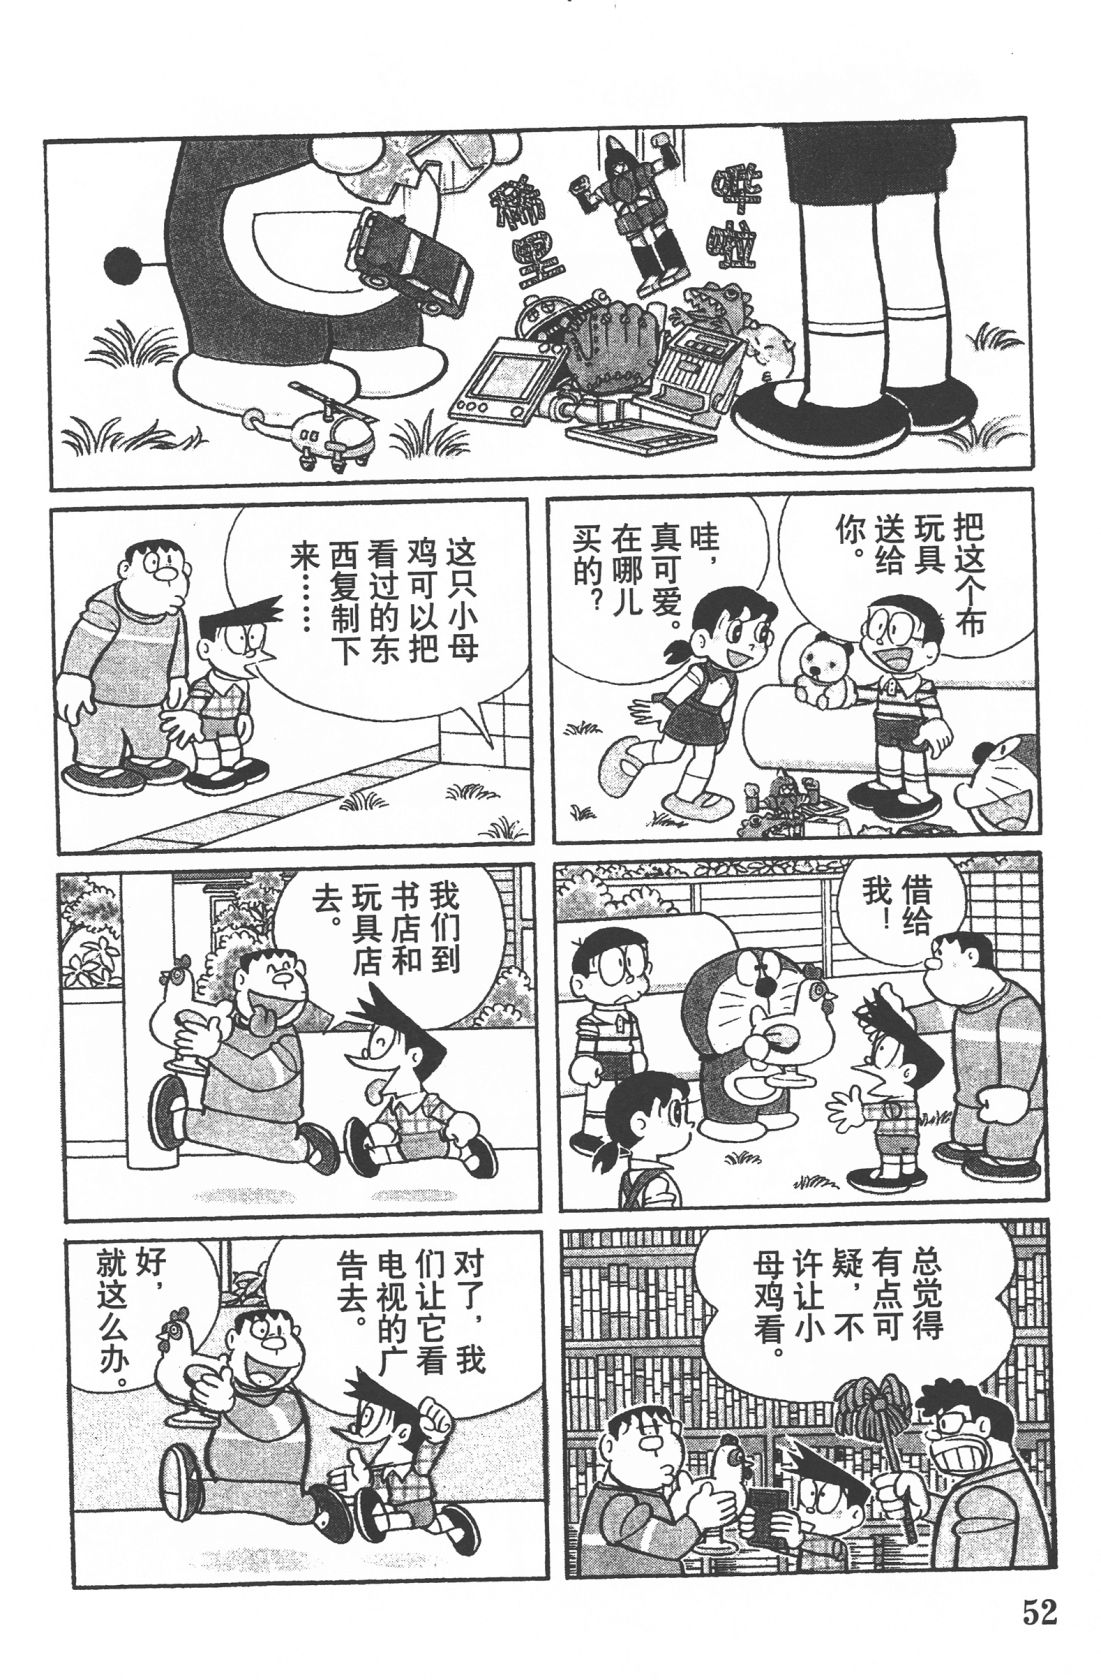 稀里
哗啦
把这个布
玩具
送给
你。
哇，
真可爱。
在哪儿
买的？
这只小母
鸡可以把
看过的东
西复制下
来……
借给
我！
我们到
书店和
玩具店
去。
总觉得
有点可
疑，不
许让小
母鸡看。
对了，我
们让它看
电视的广
告去。
好，
就这么办。
52